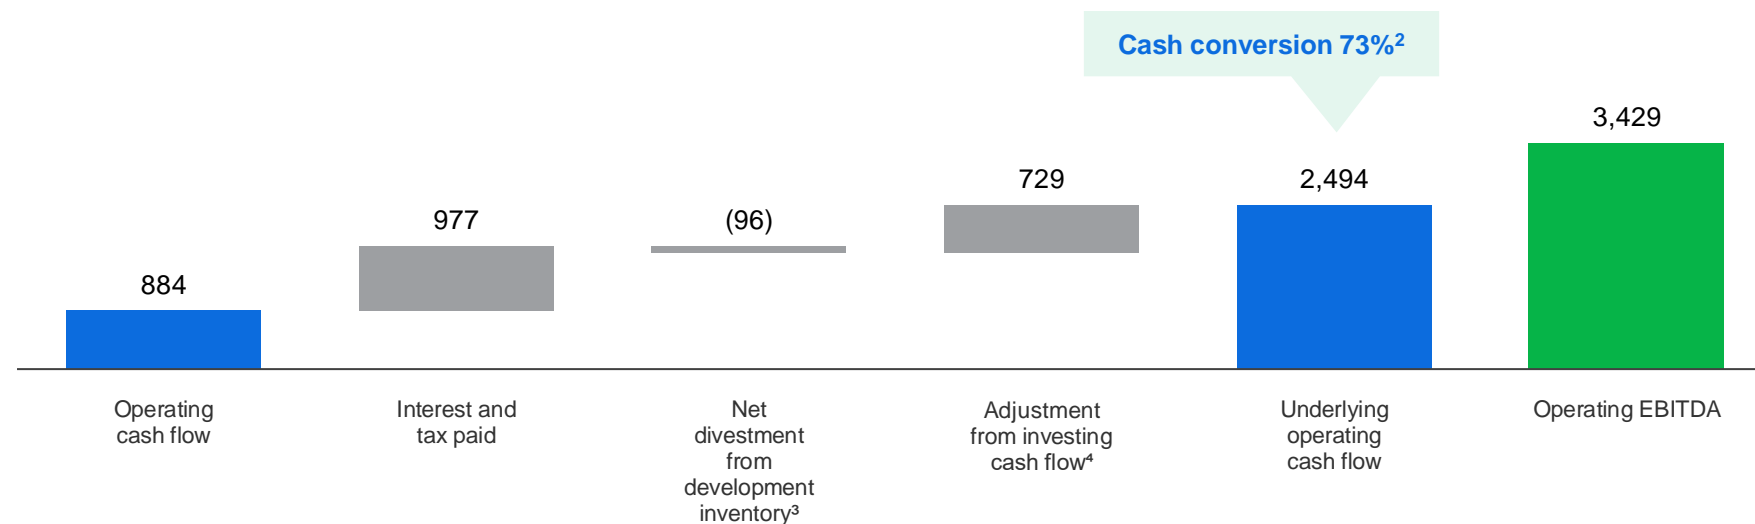 Cash conversion 73%²
884
977
(96)
729
2,494
3,429
Operating
cash flow
Interest and
tax paid
Net
divestment
from
development
inventory³
Adjustment
from investing
cash flow⁴
Underlying
operating
cash flow
Operating EBITDA